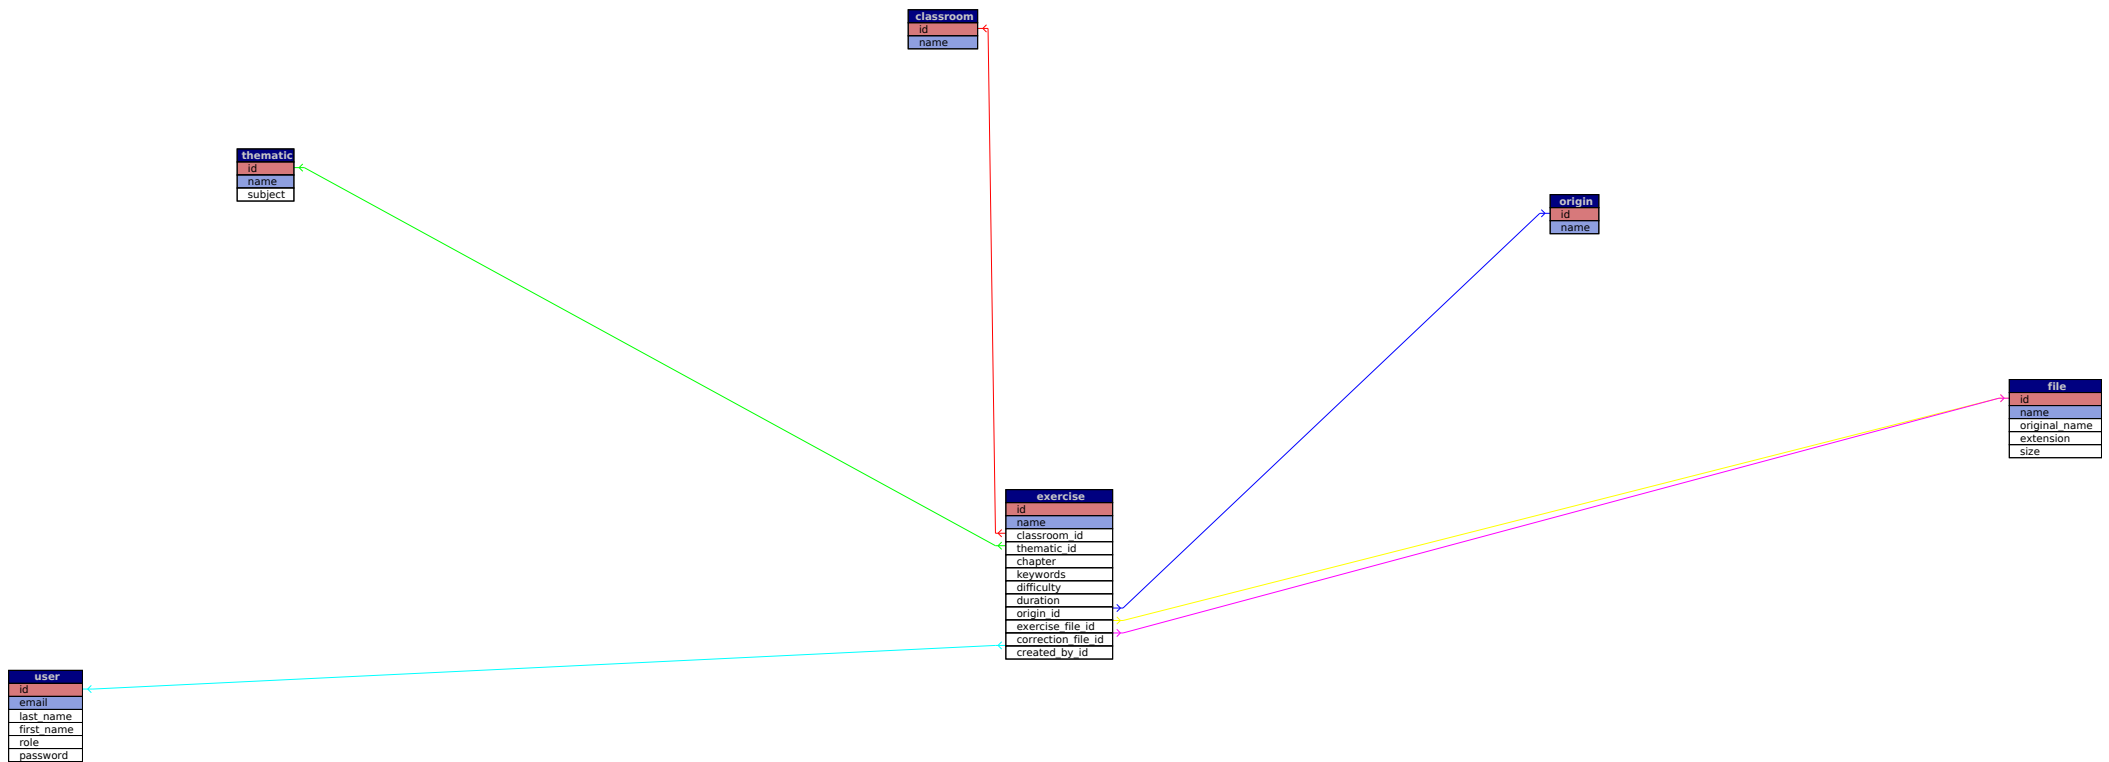 classroom
id
name
thematic
id
name
subject
origin
id
name
file
id
name
original_name
extension
size
exercise
id
name
classroom_id
thematic_id
chapter
keywords
difficulty
duration
origin_id
exercise_file_id
correction_file_id
created_by_id
user
id
email
last_name
first_name
role
password